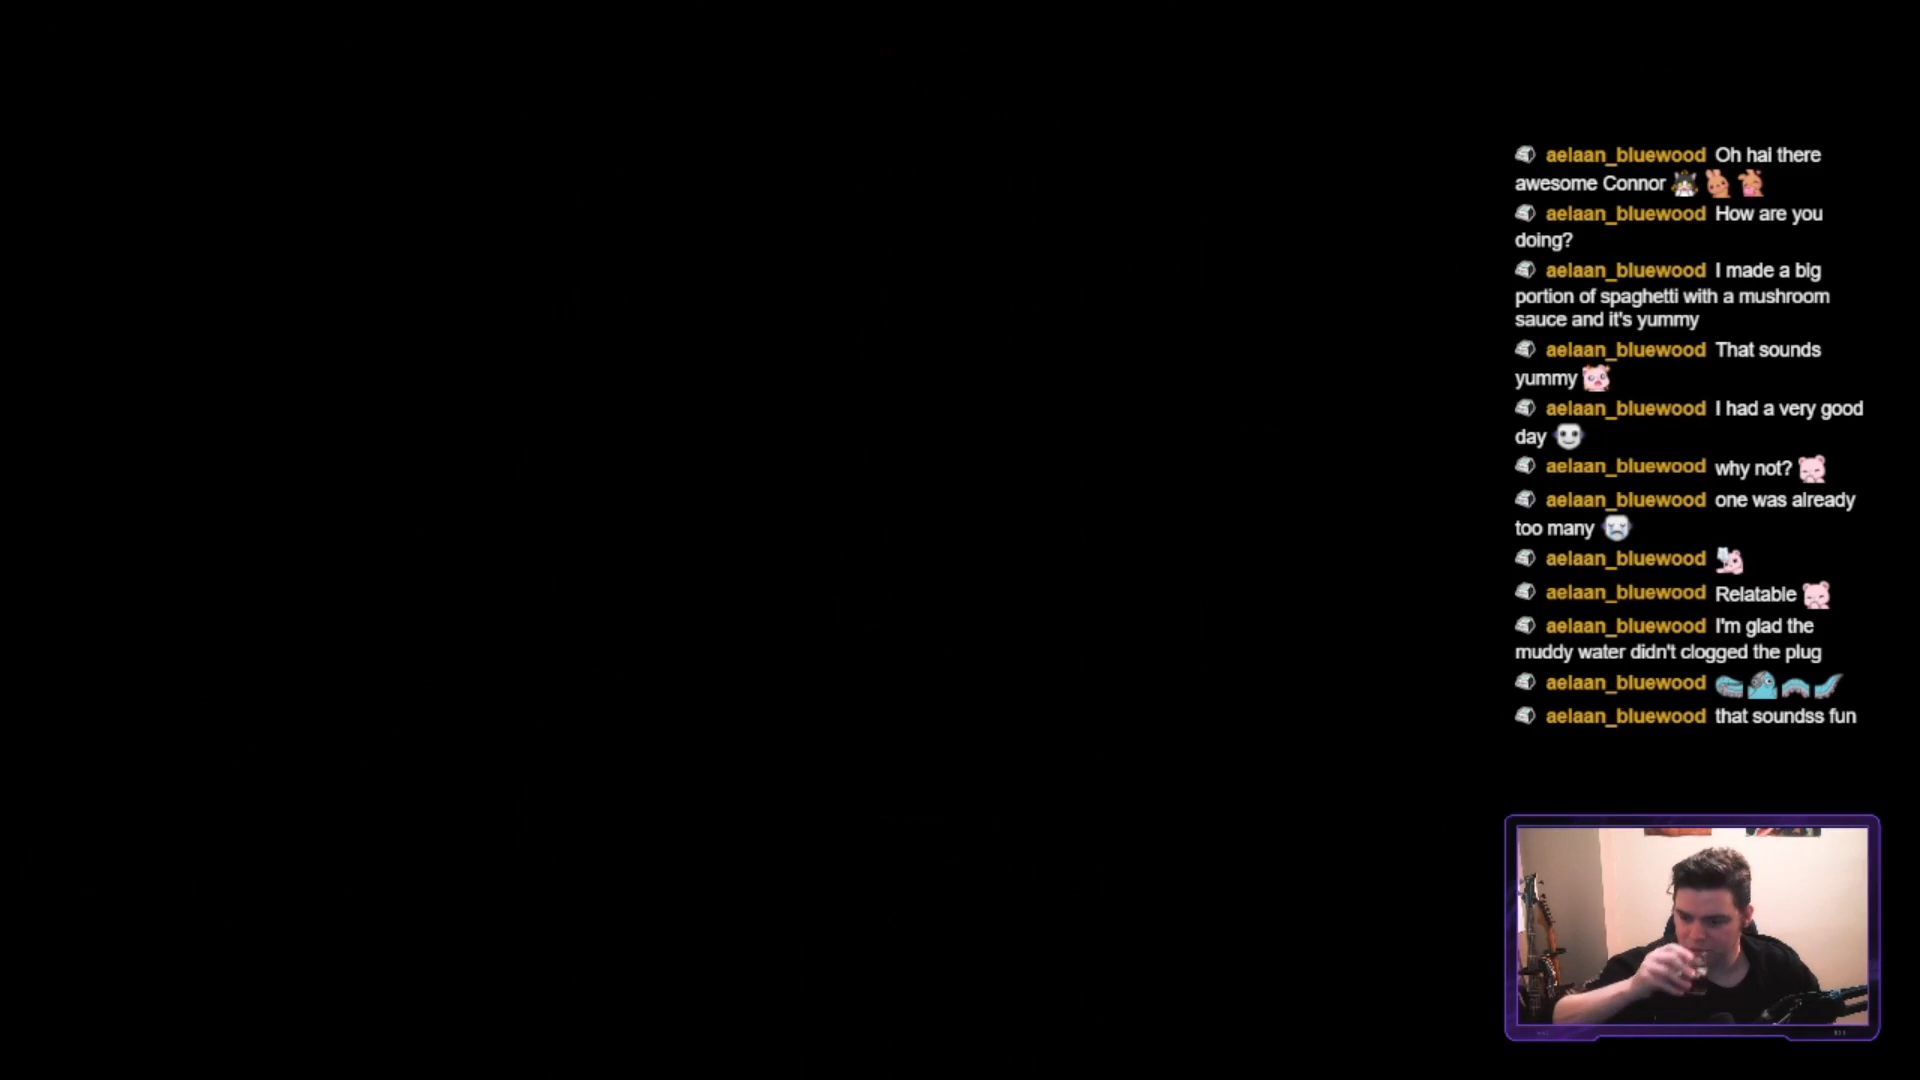 aelaan_bluewood Oh hai there
awesome Connor
aelaan_bluewood How are you
doing?
aelaan_bluewood I made a big
portion of spaghetti with a mushroom
sauce and it's yummy
aelaan_bluewood That sounds
yummy
aelaan_bluewood I had a very good
day
aelaan_bluewood why not?
aelaan_bluewood one was already
too many
aelaan_bluewood
aelaan_bluewood Relatable
aelaan_bluewood I'm glad the
muddy water didn't clogged the plug
aelaan_bluewood
aelaan_bluewood that soundss fun